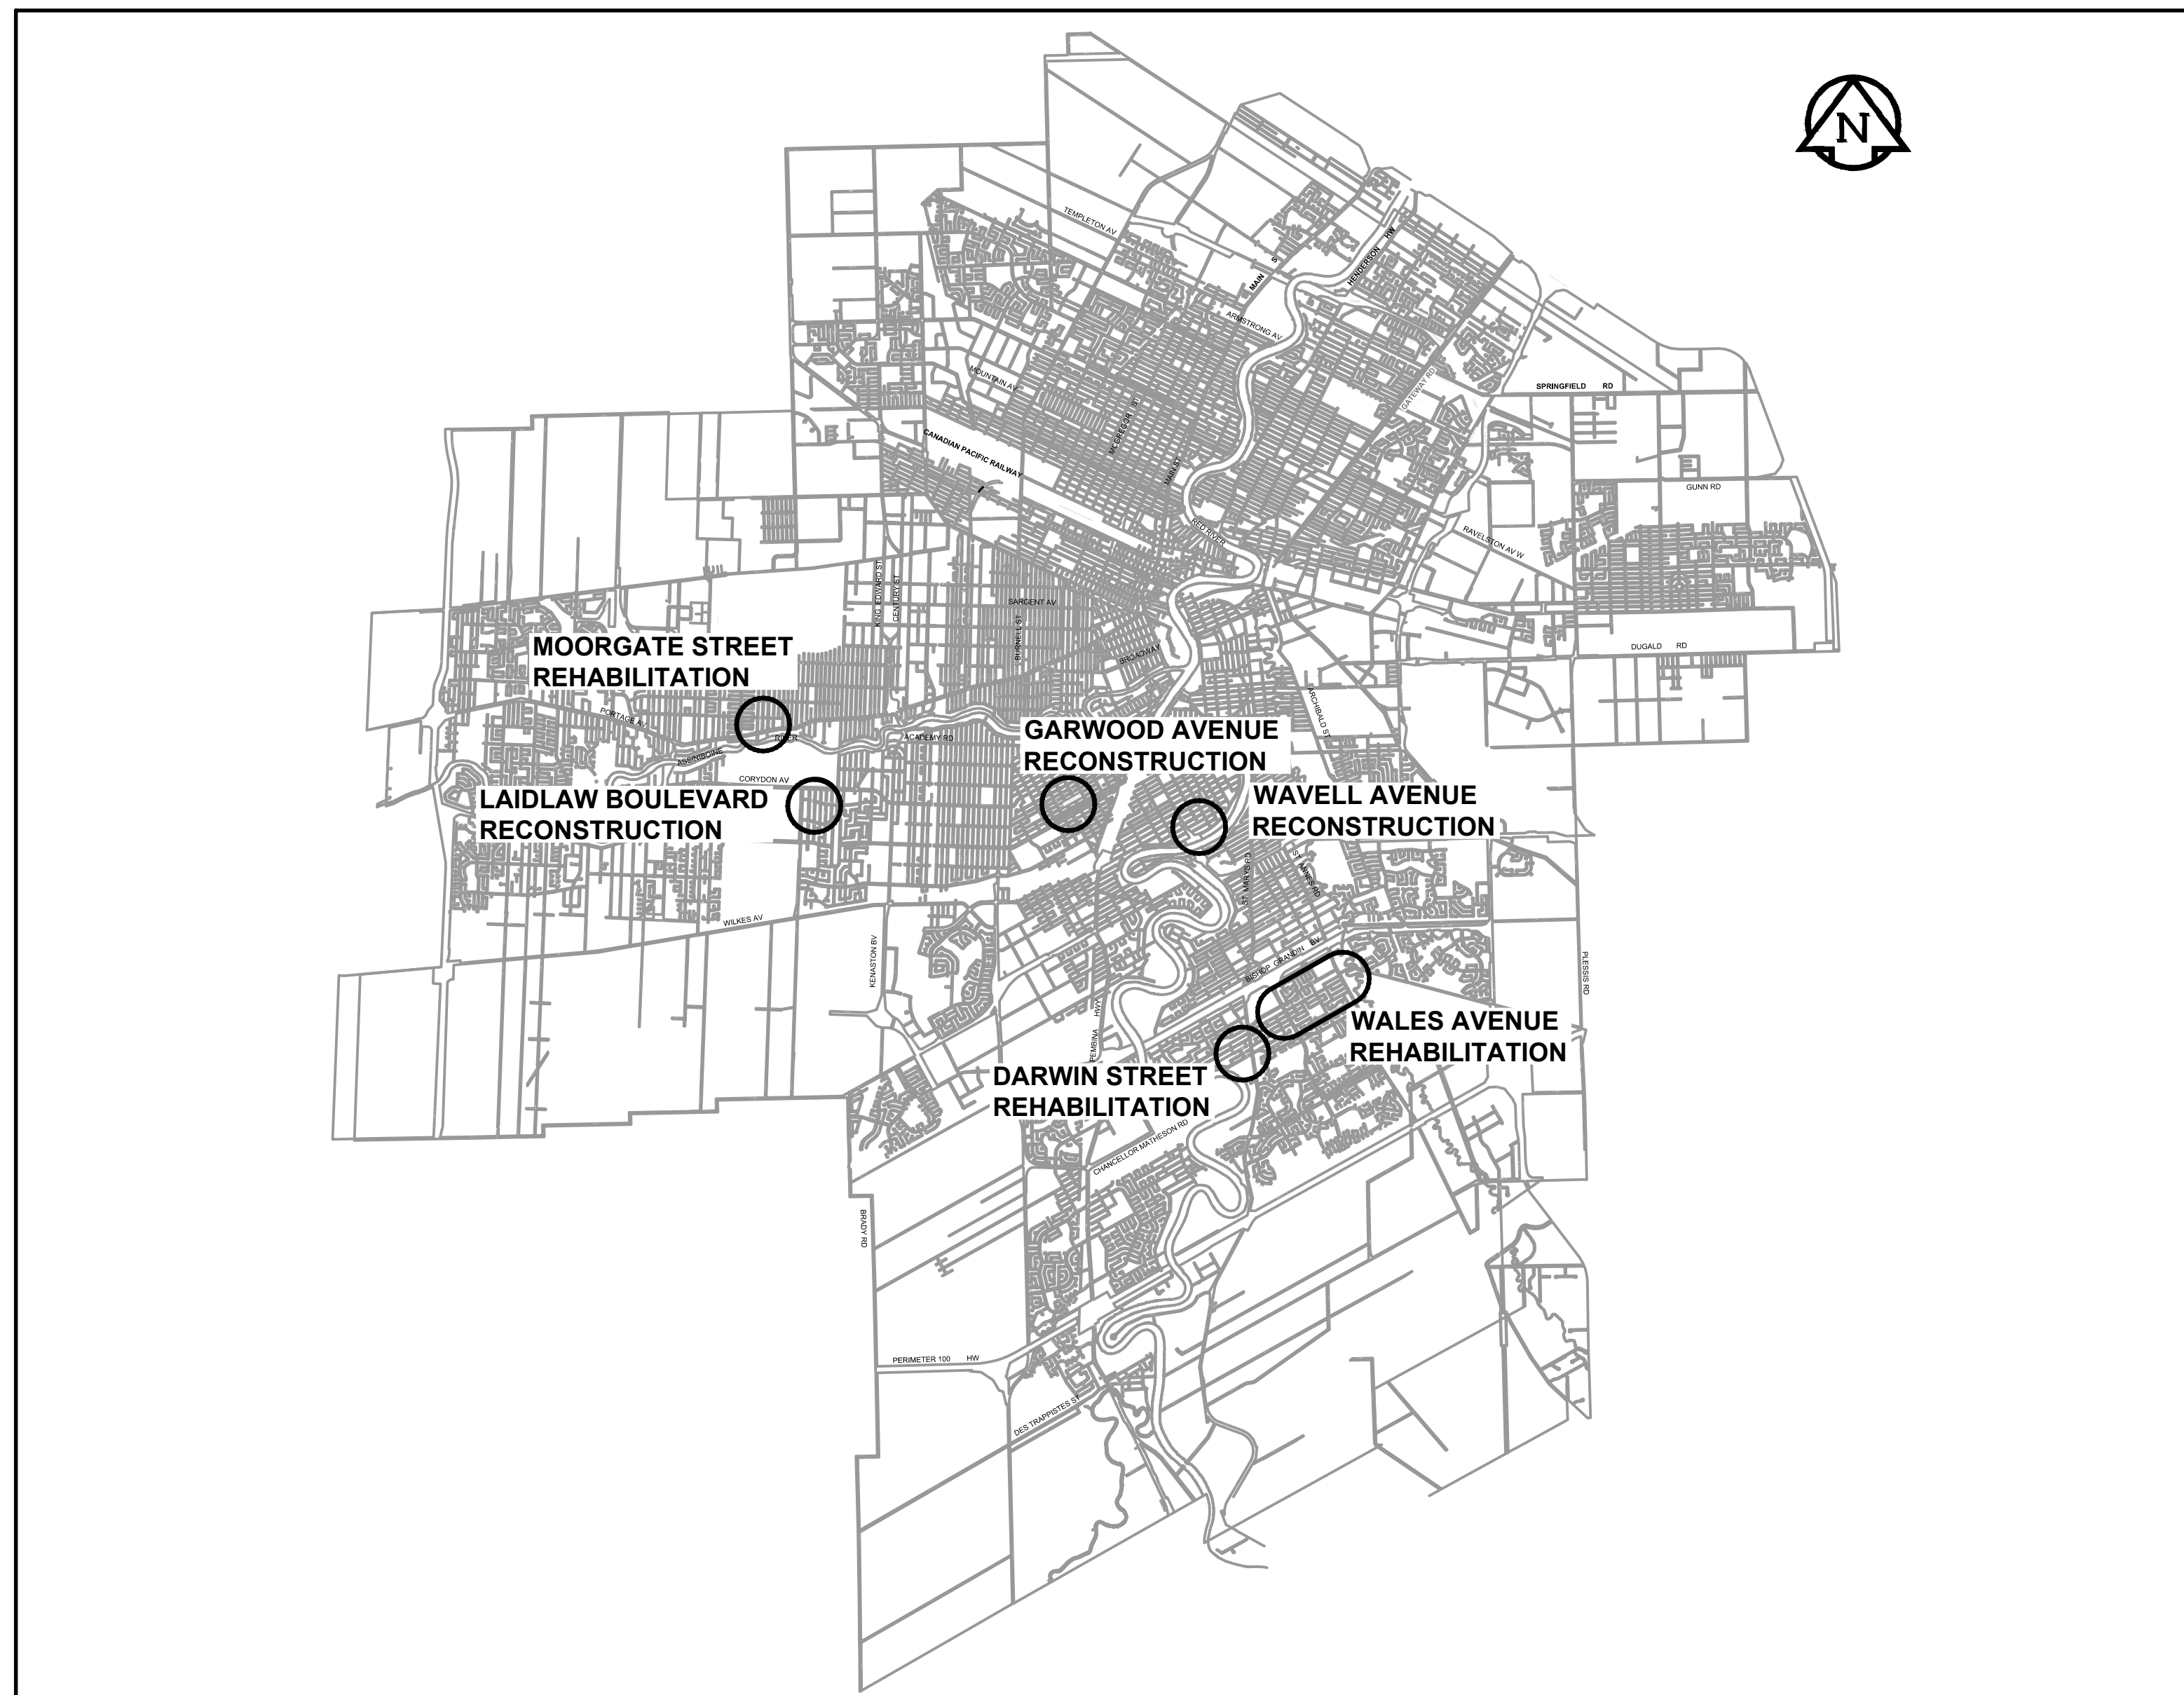 N
TEMPLETON AV
MAIN S
HENDERSON HW
ARMSTRONG AV
MOUNTAIN AV
GATEWAY RD
SPRINGFIELD RD
MCGREGOR ST
CANADIAN PACIFIC RAILWAY
MAIN ST
GUNN RD
RED RIVER
RAVELSTON AV W
KING EDWARD ST
CENTURY ST
SARGENT AV
BURNELL ST
BROADWAY
DUGALD RD
MOORGATE STREET
REHABILITATION
ARCHIBALD ST
PORTAGE AV
ASSINIBOINE RIVER
ACADEMY RD
GARWOOD AVENUE
RECONSTRUCTION
CORYDON AV
LAIDLAW BOULEVARD
RECONSTRUCTION
WAVELL AVENUE
RECONSTRUCTION
ST MARYS RD
ST ANNES RD
WILKES AV
KENASTON BV
BISHOP GRANDIN BV
PLESSIS RD
PEMBINA HWY
WALES AVENUE
REHABILITATION
DARWIN STREET
REHABILITATION
CHANCELLOR MATHESON RD
BRADY RD
PERIMETER 100 HW
DES TRAPPISTES ST